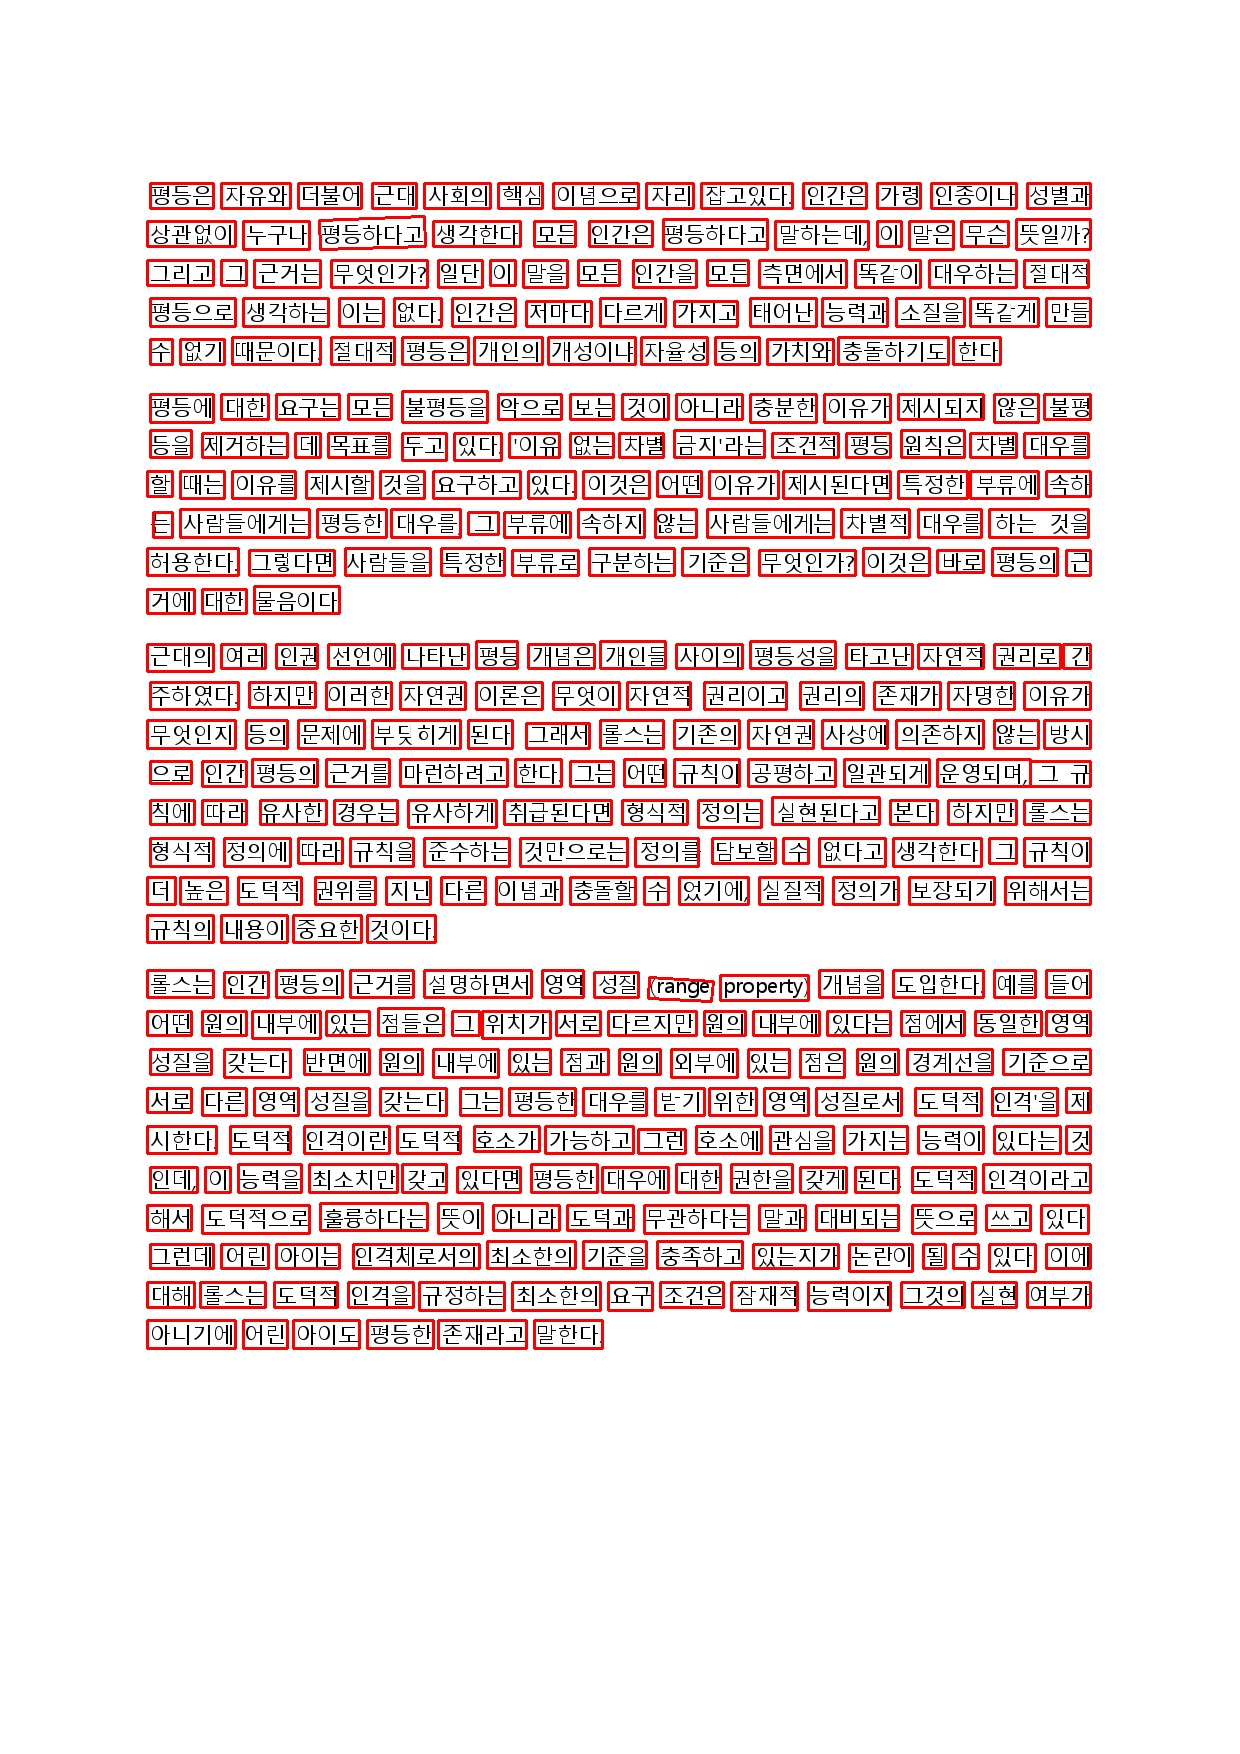 평등은 자유와 더불어 근대 사회의 핵심 이념으로 자리 잡고있다. 인간은 가령 인종이나 성별과
상관없이 누구나 평등하다고 생각한다 모든 인간은 평등하다고 말하는데, 이 말은 무슨 뜻일까?
그리고 그 근거는 무엇인가? 일단 이 말을 모든 인간을 모든 측면에서 똑같이 대우하는 절대적
평등으로 생각하는 이는 없다. 인간은 저마다 다르게 가지고 태어난 능력과 소질을 똑같게 만들
수 없기 때문이다. 절대적 평등은 개인의 개성이나 자율성 등의 가치와 충돌하기도 한다
평등에 대한 요구는 모든 불평등을 악으로 보는 것이 아니라 충분한 이유가 제시되지 않은 불평
등을 제거하는 데 목표를 두고 있다. '이유 없는 차별 금지'라는 조건적 평등 원칙은 차별 대우를
할 때는 이유를 제시할 것을 요구하고 있다. 이것은 어떤 이유가 제시된다면 특정한 부류에 속하
는 사람들에게는 평등한 대우를 그 부류에 속하지 않는 사람들에게는 차별적 대우를 하는 것을
허용한다. 그렇다면 사람들을 특정한 부류로 구분하는 기준은 무엇인가? 이것은 바로 평등의 근
거에 대한 물음이다
근대의 여러 인권 선언에 나타난 평등 개념은 개인들 사이의 평등성을 타고난 자연적 권리로 간
주하였다. 하지만 이러한 자연권 이론은 무엇이 자연적 권리이고 권리의 존재가 자명한 이유가
무엇인지 등의 문제에 부딪히게 된다 그래서 롤스는 기존의 자연권 사상에 의존하지 않는 방시
으로 인간 평등의 근거를 마련하려고 한다. 그는 어떤 규칙이 공평하고 일관되게 운영되며, 그 규
칙에 따라 유사한 경우는 유사하게 취급된다면 형식적 정의는 실현된다고 본다 하지만 롤스는
형식적 정의에 따라 규칙을 준수하는 것만으로는 정의를 담보할 수 없다고 생각한다 그 규칙이
더 높은 도덕적 권위를 지닌 다른 이념과 충돌할 수 었기에, 실질적 정의가 보장되기 위해서는
규칙의 내용이 중요한 것이다.
롤스는 인간 평등의 근거를 설명하면서 영역 성질 (range property) 개념을 도입한다. 예를 들어
어떤 원의 내부에 있는 점들은 그 위치가 서로 다르지만 원의 내부에 있다는 점에서 동일한 영역
성질을 갖는다 반면에 원의 내부에 있는 점과 원의 외부에 있는 점은 원의 경계선을 기준으로
서로 다른 영역 성질을 갖는다 그는 평등한 대우를 받기 위한 영역 성질로서 도덕적 인격'을 제
시한다. 도덕적 인격이란 도덕적 호소가 가능하고 그런 호소에 관심을 가지는 능력이 있다는 것
인데, 이 능력을 최소치만 갖고 있다면 평등한 대우에 대한 권한을 갖게 된다. 도덕적 인격이라고
해서 도덕적으로 훌륭하다는 뜻이 아니라 도덕과 무관하다는 말과 대비되는 뜻으로 쓰고 있다
그런데 어린 아이는 인격체로서의 최소한의 기준을 충족하고 있는지가 논란이 될 수 있다 이에
대해 롤스는 도덕적 인격을 규정하는 최소한의 요구 조건은 잠재적 능력이지 그것의 실현 여부가
아니기에 어린 아이도 평등한 존재라고 말한다.